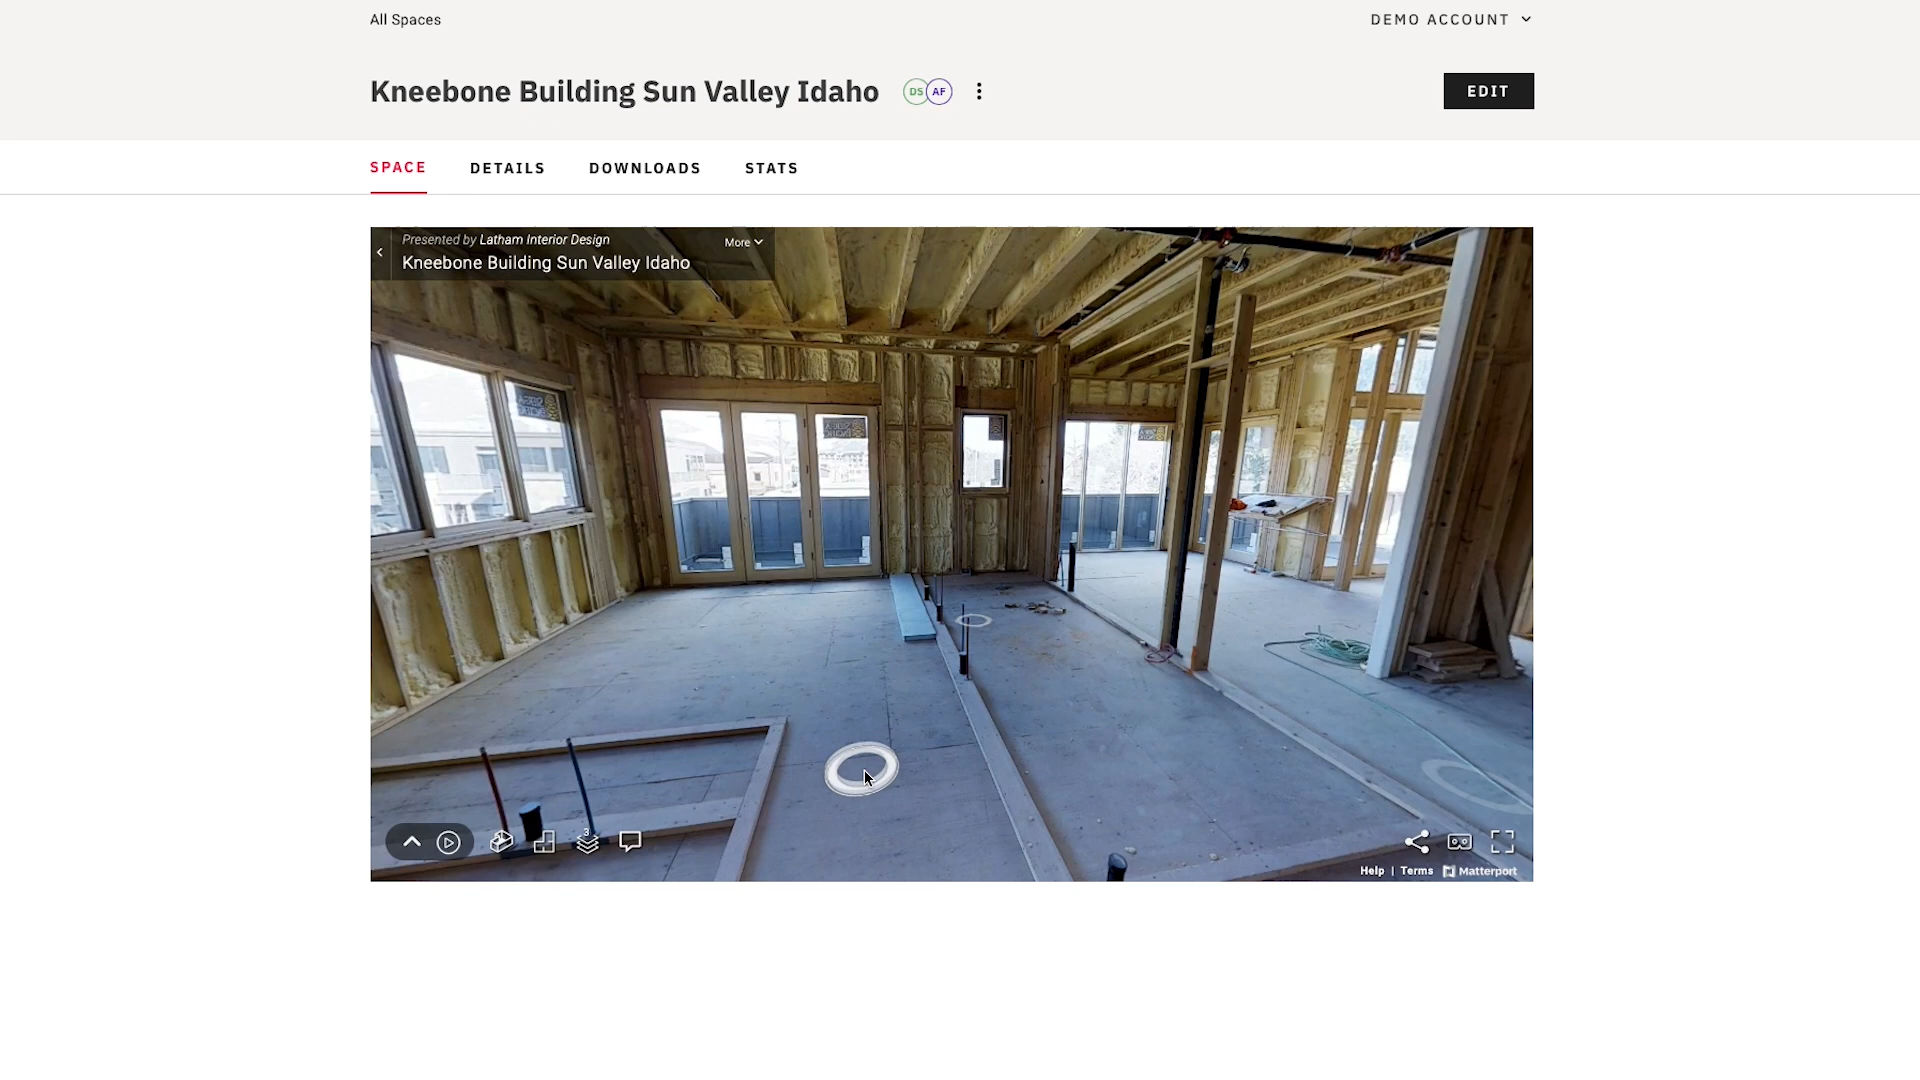 All Spaces
DEMO ACCOUNT
Kneebone Building Sun Valley Idaho
DS
AF
EDIT
SPACE
DETAILS
DOWNLOADS
STATS
Presented by Latham Interior Design
More
Kneebone Building Sun Valley Idaho
3
Help | Terms
Matterport